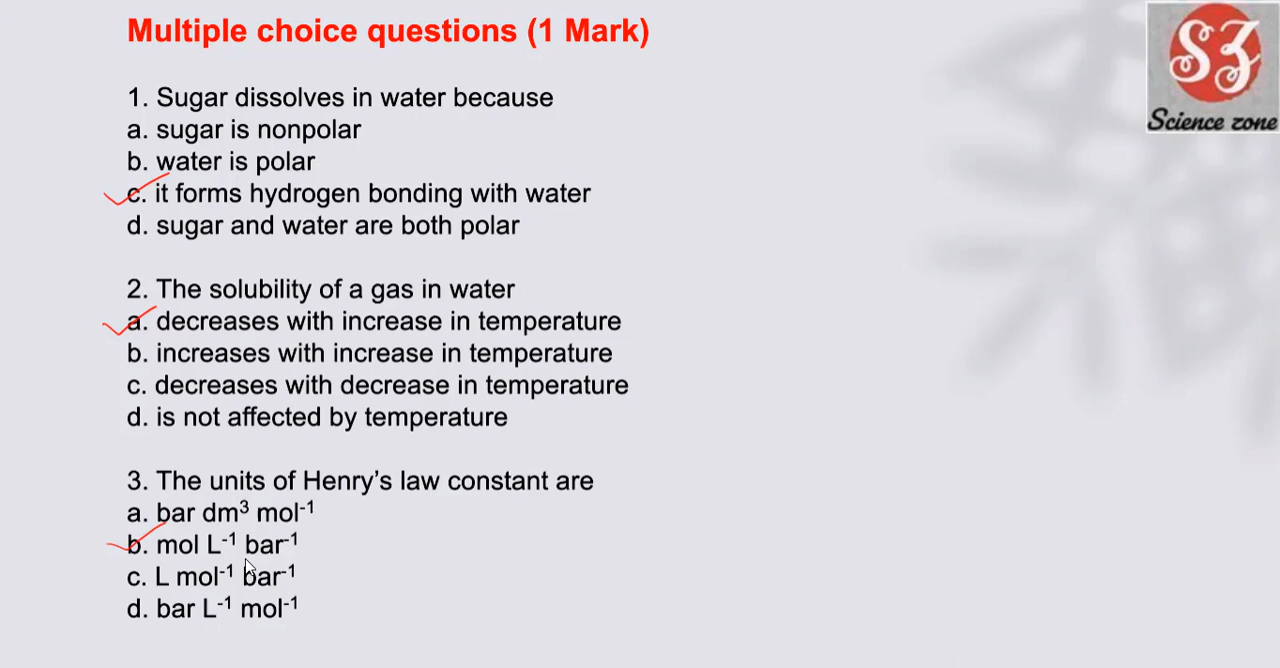 Multiple choice questions (1 Mark)
SZ
Science zone
1. Sugar dissolves in water because
a. sugar is nonpolar
b. water is polar
c. it forms hydrogen bonding with water
d. sugar and water are both polar
2. The solubility of a gas in water
a. decreases with increase in temperature
b. increases with increase in temperature
c. decreases with decrease in temperature
d. is not affected by temperature
3. The units of Henry’s law constant are
a. bar dm³ mol⁻¹
b. mol L⁻¹ bar⁻¹
c. L mol⁻¹ bar⁻¹
d. bar L⁻¹ mol⁻¹